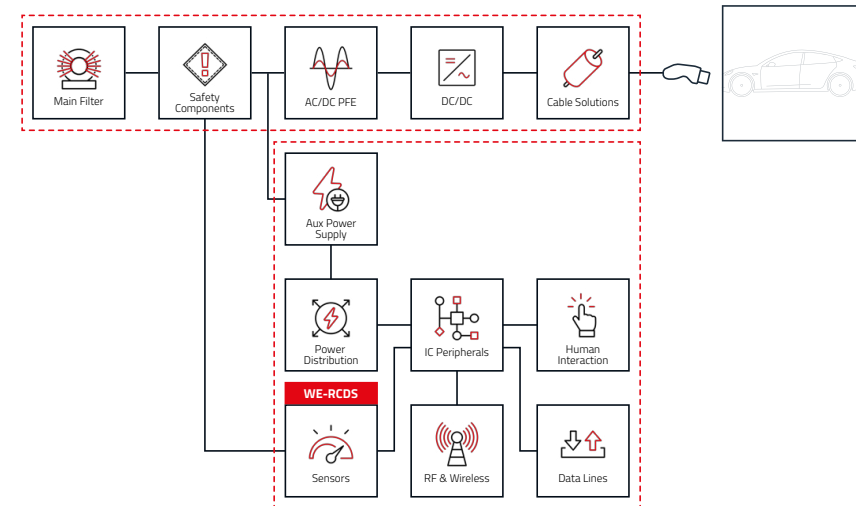 Main Filter
Safety
Components
AC/DC PFE
DC/DC
Cable Solutions
Aux Power
Supply
Power
Distribution
IC Peripherals
Human
Interaction
WE-RCDS
Sensors
RF & Wireless
Data Lines